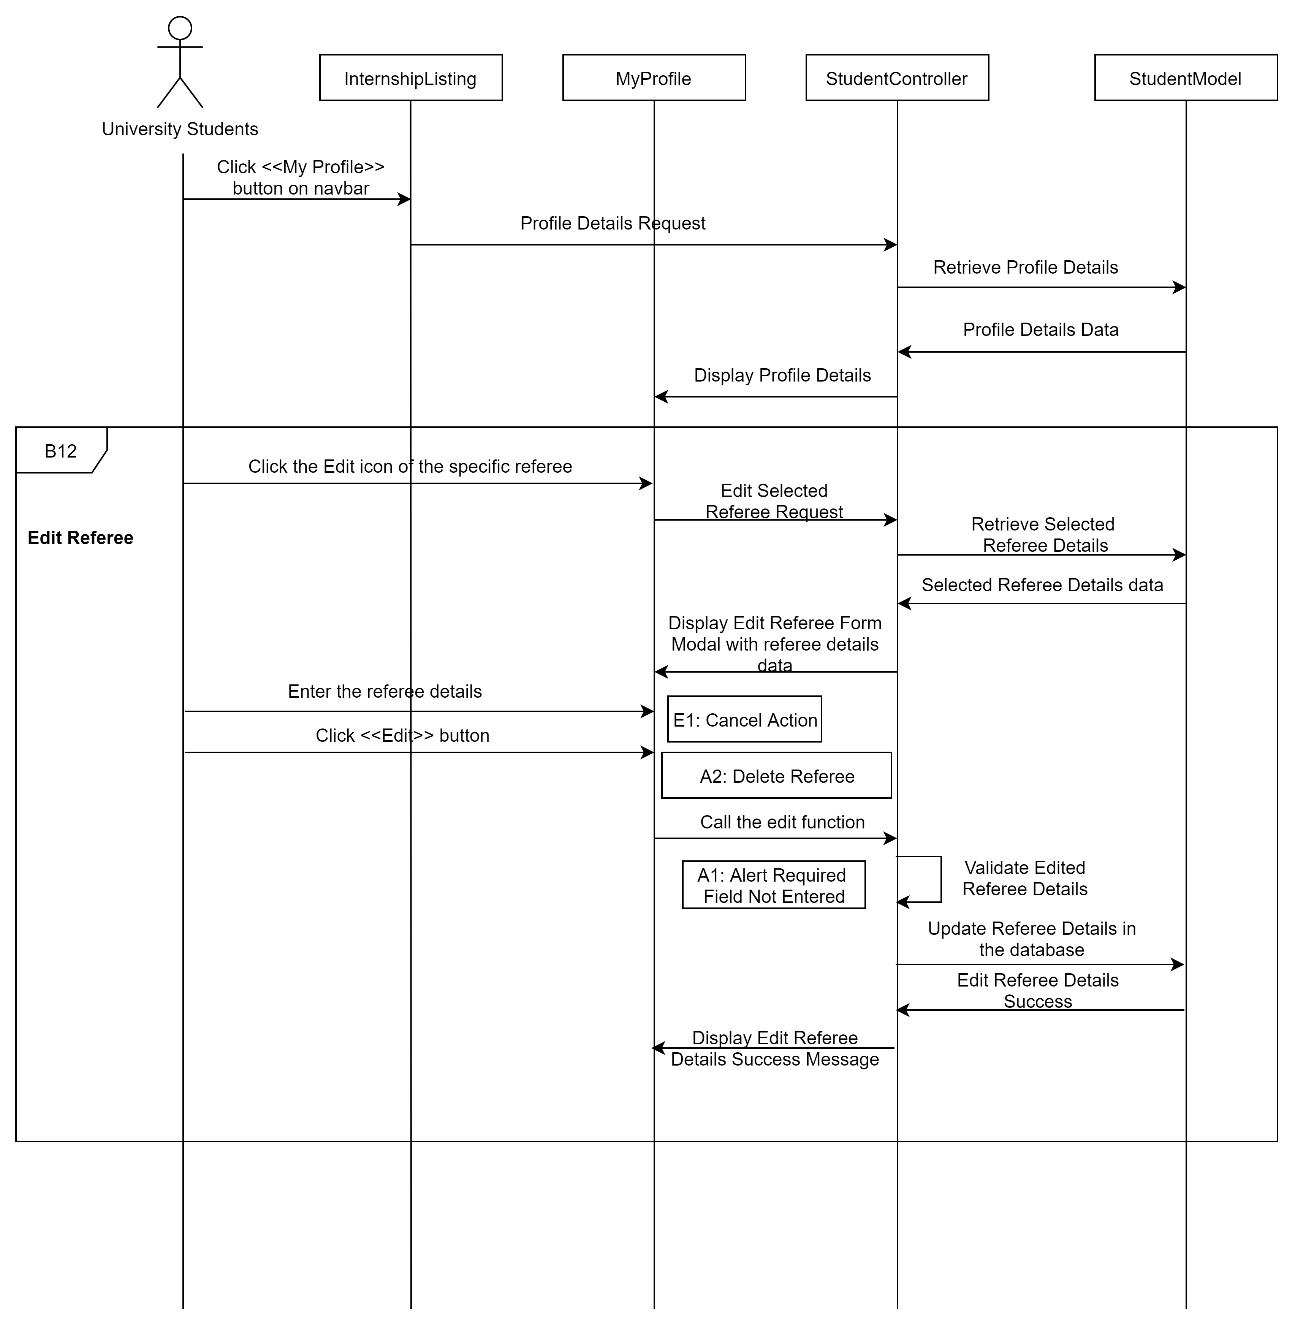 University Students
InternshipListing
MyProfile
StudentController
StudentModel
Click <<My Profile>>
button on navbar
Profile Details Request
Retrieve Profile Details
Profile Details Data
Display Profile Details
B12
Click the Edit icon of the specific referee
Edit Selected
Referee Request
Retrieve Selected
Referee Details
Edit Referee
Selected Referee Details data
Display Edit Referee Form
Modal with referee details
data
Enter the referee details
E1: Cancel Action
Click <<Edit>> button
A2: Delete Referee
Call the edit function
A1: Alert Required
Field Not Entered
Validate Edited
Referee Details
Update Referee Details in
the database
Edit Referee Details
Success
Display Edit Referee
Details Success Message